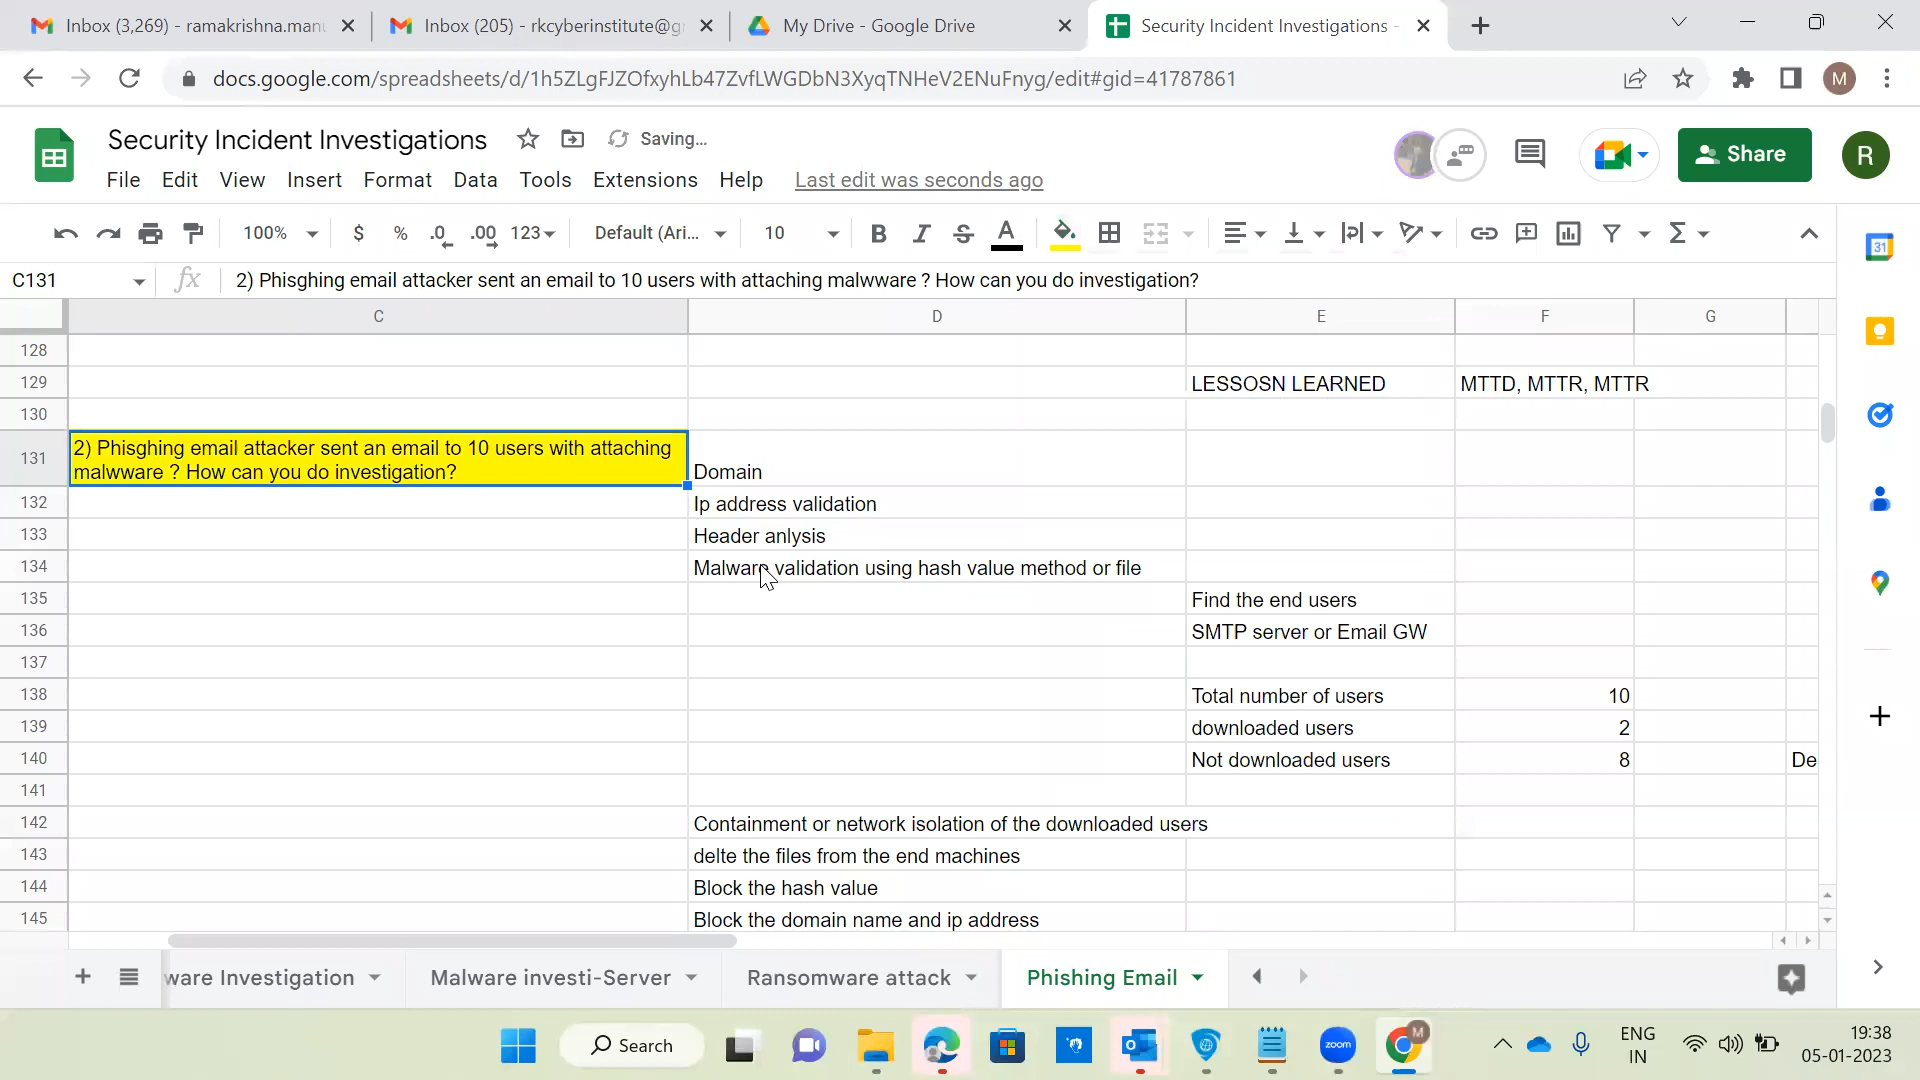 Inbox (3,269) - ramakrishna.man
Inbox (205) - rkcyberinstitute@g
My Drive - Google Drive
Security Incident Investigations -
docs.google.com/spreadsheets/d/1h5ZLgFJZOfxyhLb47ZvfLWGDbN3XyqTNHeV2ENuFnyg/edit#gid=41787861
M
Security Incident Investigations
Saving...
Share
R
File Edit View Insert Format Data Tools Extensions Help Last edit was seconds ago
100% $ % .0 .00 123 Default (Ari... 10 B I S A Σ
31
C131 fx 2) Phisghing email attacker sent an email to 10 users with attaching malwware ? How can you do investigation?
C D E F G
128
129 LESSOSN LEARNED MTTD, MTTR, MTTR
130
131 2) Phisghing email attacker sent an email to 10 users with attaching
malwware ? How can you do investigation? Domain
132 Ip address validation
133 Header anlysis
134 Malware validation using hash value method or file
135 Find the end users
136 SMTP server or Email GW
137
138 Total number of users 10
139 downloaded users 2
140 Not downloaded users 8 De
141
142 Containment or network isolation of the downloaded users
143 delte the files from the end machines
144 Block the hash value
145 Block the domain name and ip address
ware Investigation Malware investi-Server Ransomware attack Phishing Email
Search
zoom
M
ENG
IN
19:38
05-01-2023